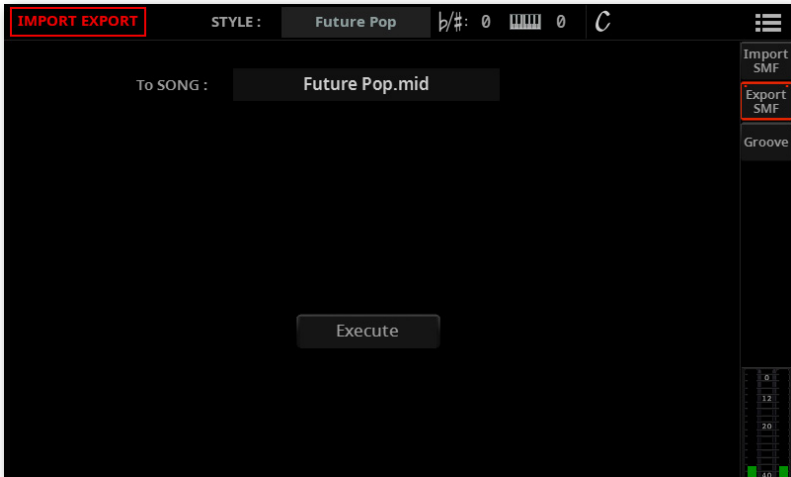 IMPORT EXPORT STYLE : Future Pop ♭/♯: 0 0 C
Import
SMF
To SONG : Future Pop.mid
Export
SMF
Groove
Execute
0
12
20
40